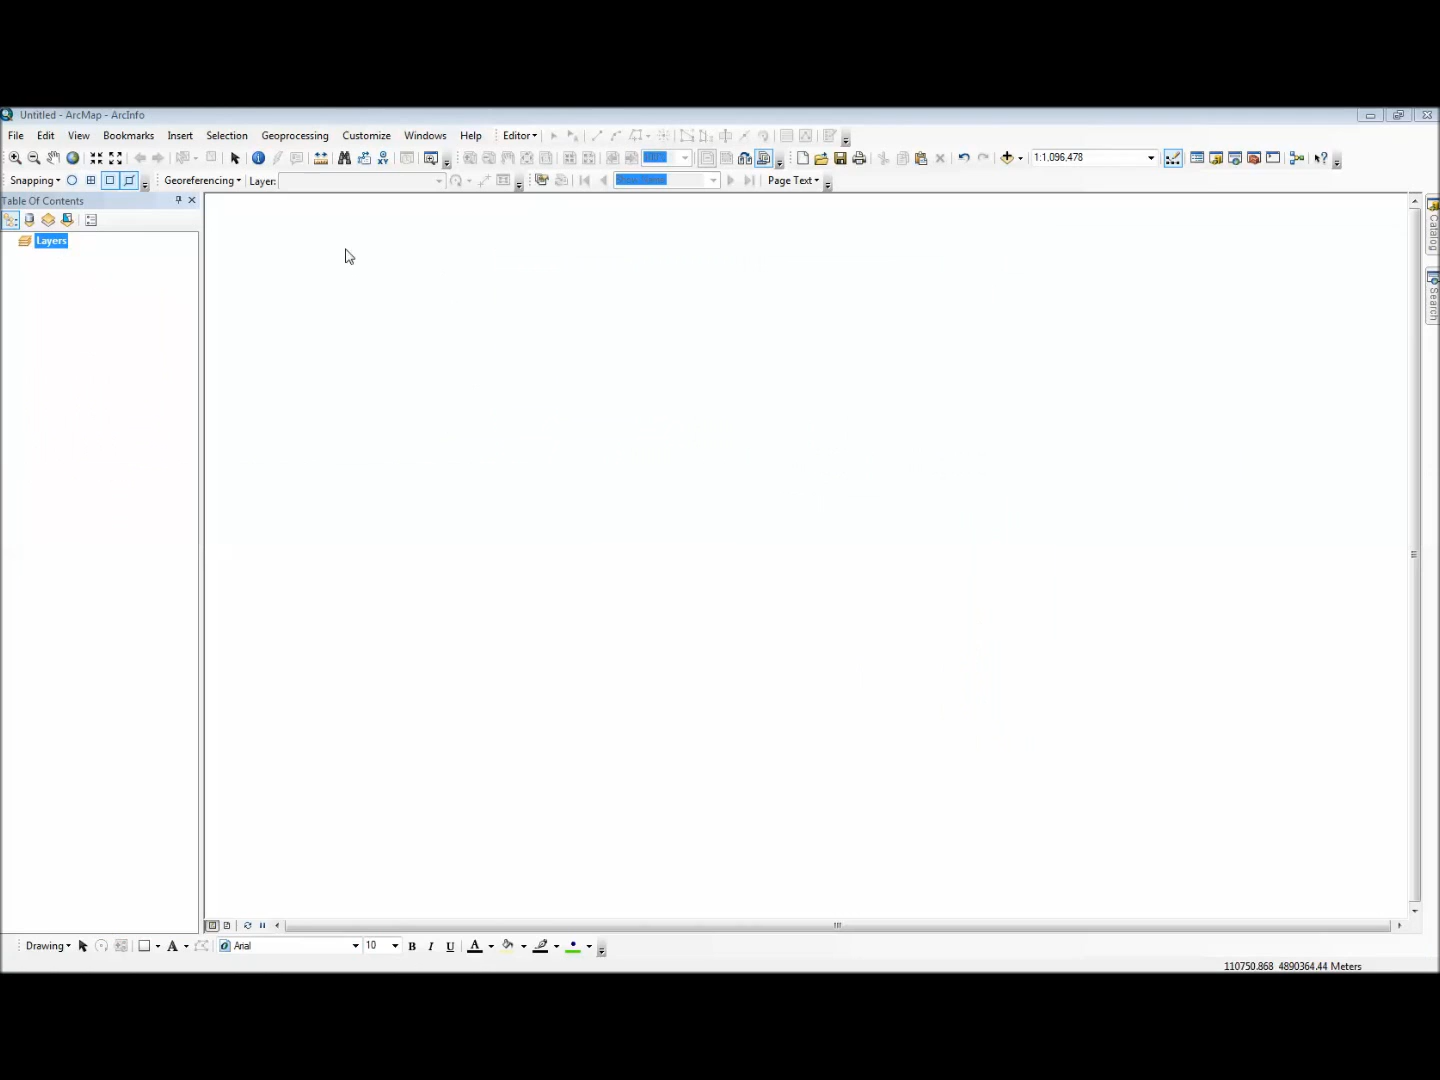 Untitled - ArcMap - ArcInfo
File Edit View Bookmarks Insert Selection Geoprocessing Customize Windows Help Editor
100% 1:1,096,478
Snapping Georeferencing Layer: Page Text
Table Of Contents
Layers
Catalog
Search
Drawing A Arial 10 B I U A
110750.868 4890364.44 Meters